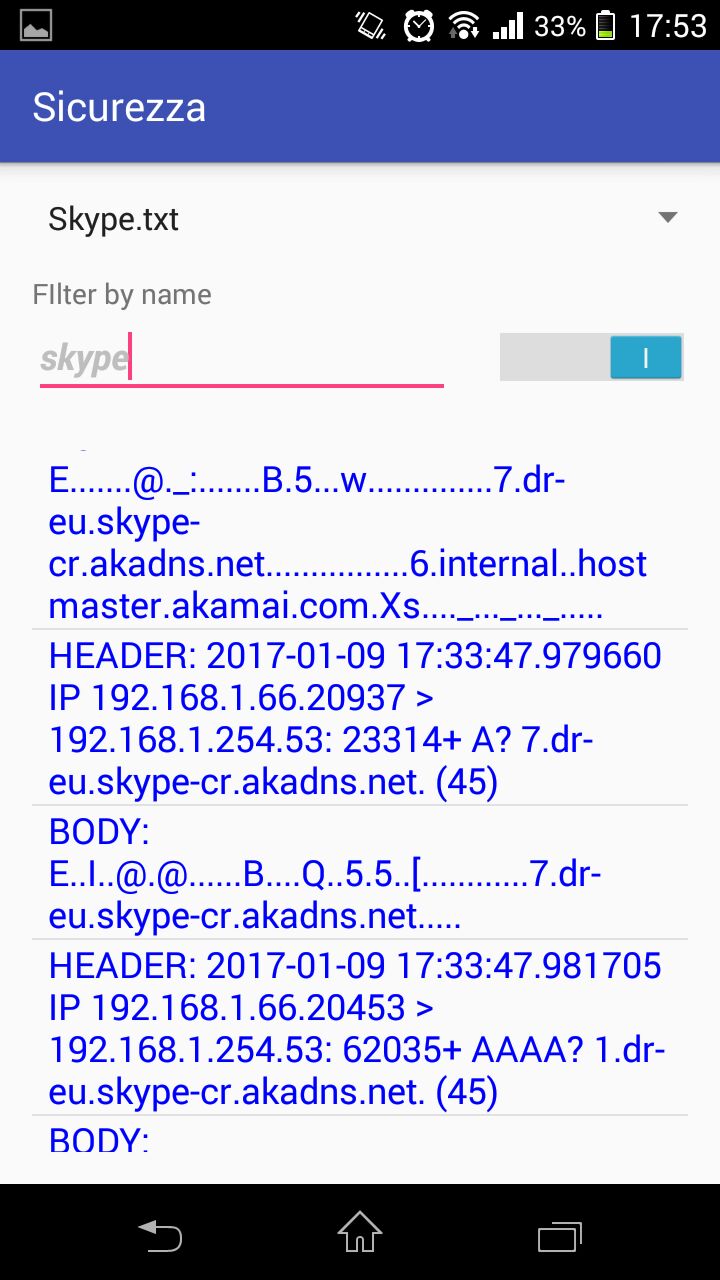 33% 17:53
Sicurezza
Skype.txt
FIlter by name
skype
I
E.......@._:.......B.5...w..............7.dr-
eu.skype-
cr.akadns.net................6.internal..host
master.akamai.com.Xs...._..._..._.....
HEADER: 2017-01-09 17:33:47.979660
IP 192.168.1.66.20937 >
192.168.1.254.53: 23314+ A? 7.dr-
eu.skype-cr.akadns.net. (45)
BODY:
E..I..@.@......B....Q..5.5..[............7.dr-
eu.skype-cr.akadns.net.....
HEADER: 2017-01-09 17:33:47.981705
IP 192.168.1.66.20453 >
192.168.1.254.53: 62035+ AAAA? 1.dr-
eu.skype-cr.akadns.net. (45)
BODY: